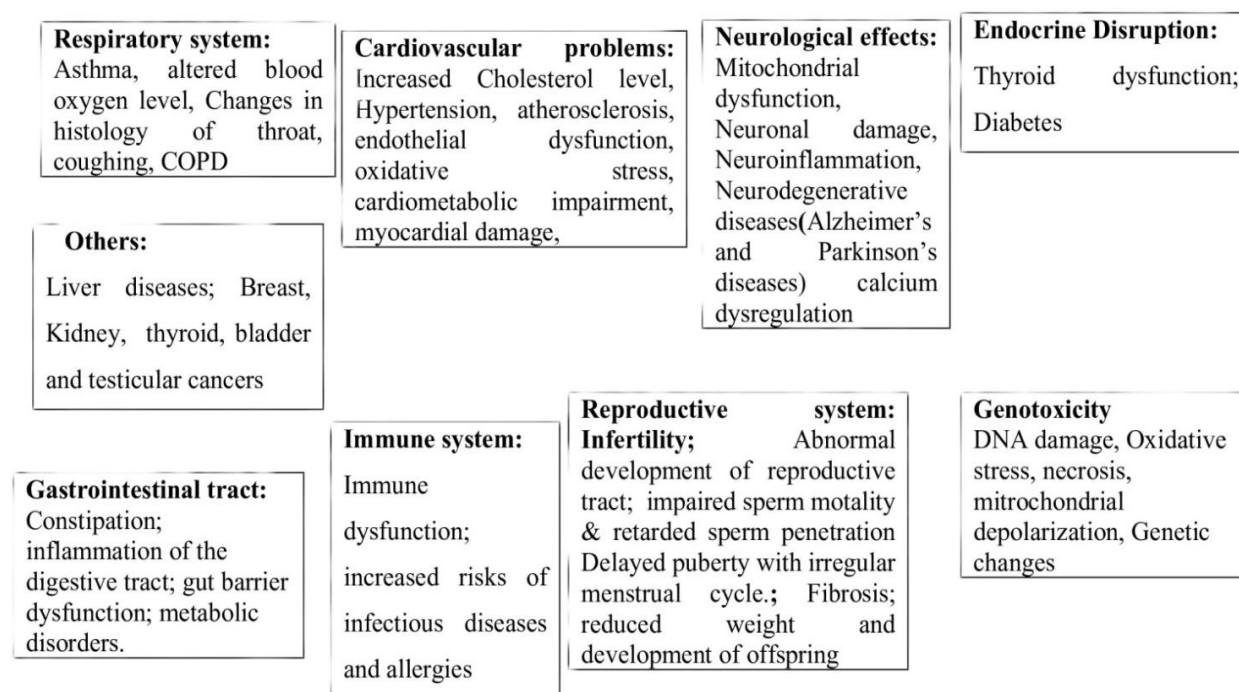 Respiratory system:
Asthma, altered blood
oxygen level, Changes in
histology of throat,
coughing, COPD
Cardiovascular problems:
Increased Cholesterol level,
Hypertension, atherosclerosis,
endothelial dysfunction,
oxidative stress,
cardiometabolic impairment,
myocardial damage,
Neurological effects:
Mitochondrial
dysfunction,
Neuronal damage,
Neuroinflammation,
Neurodegenerative
diseases(Alzheimer's
and Parkinson's
diseases) calcium
dysregulation
Endocrine Disruption:
Thyroid dysfunction;
Diabetes
Others:
Liver diseases; Breast,
Kidney, thyroid, bladder
and testicular cancers
Gastrointestinal tract:
Constipation;
inflammation of the
digestive tract; gut barrier
dysfunction; metabolic
disorders.
Immune system:
Immune
dysfunction;
increased risks of
infectious diseases
and allergies
Reproductive system:
Infertility; Abnormal
development of reproductive
tract; impaired sperm motality
& retarded sperm penetration
Delayed puberty with irregular
menstrual cycle.; Fibrosis;
reduced weight and
development of offspring
Genotoxicity
DNA damage, Oxidative
stress, necrosis,
mitrochondrial
depolarization, Genetic
changes